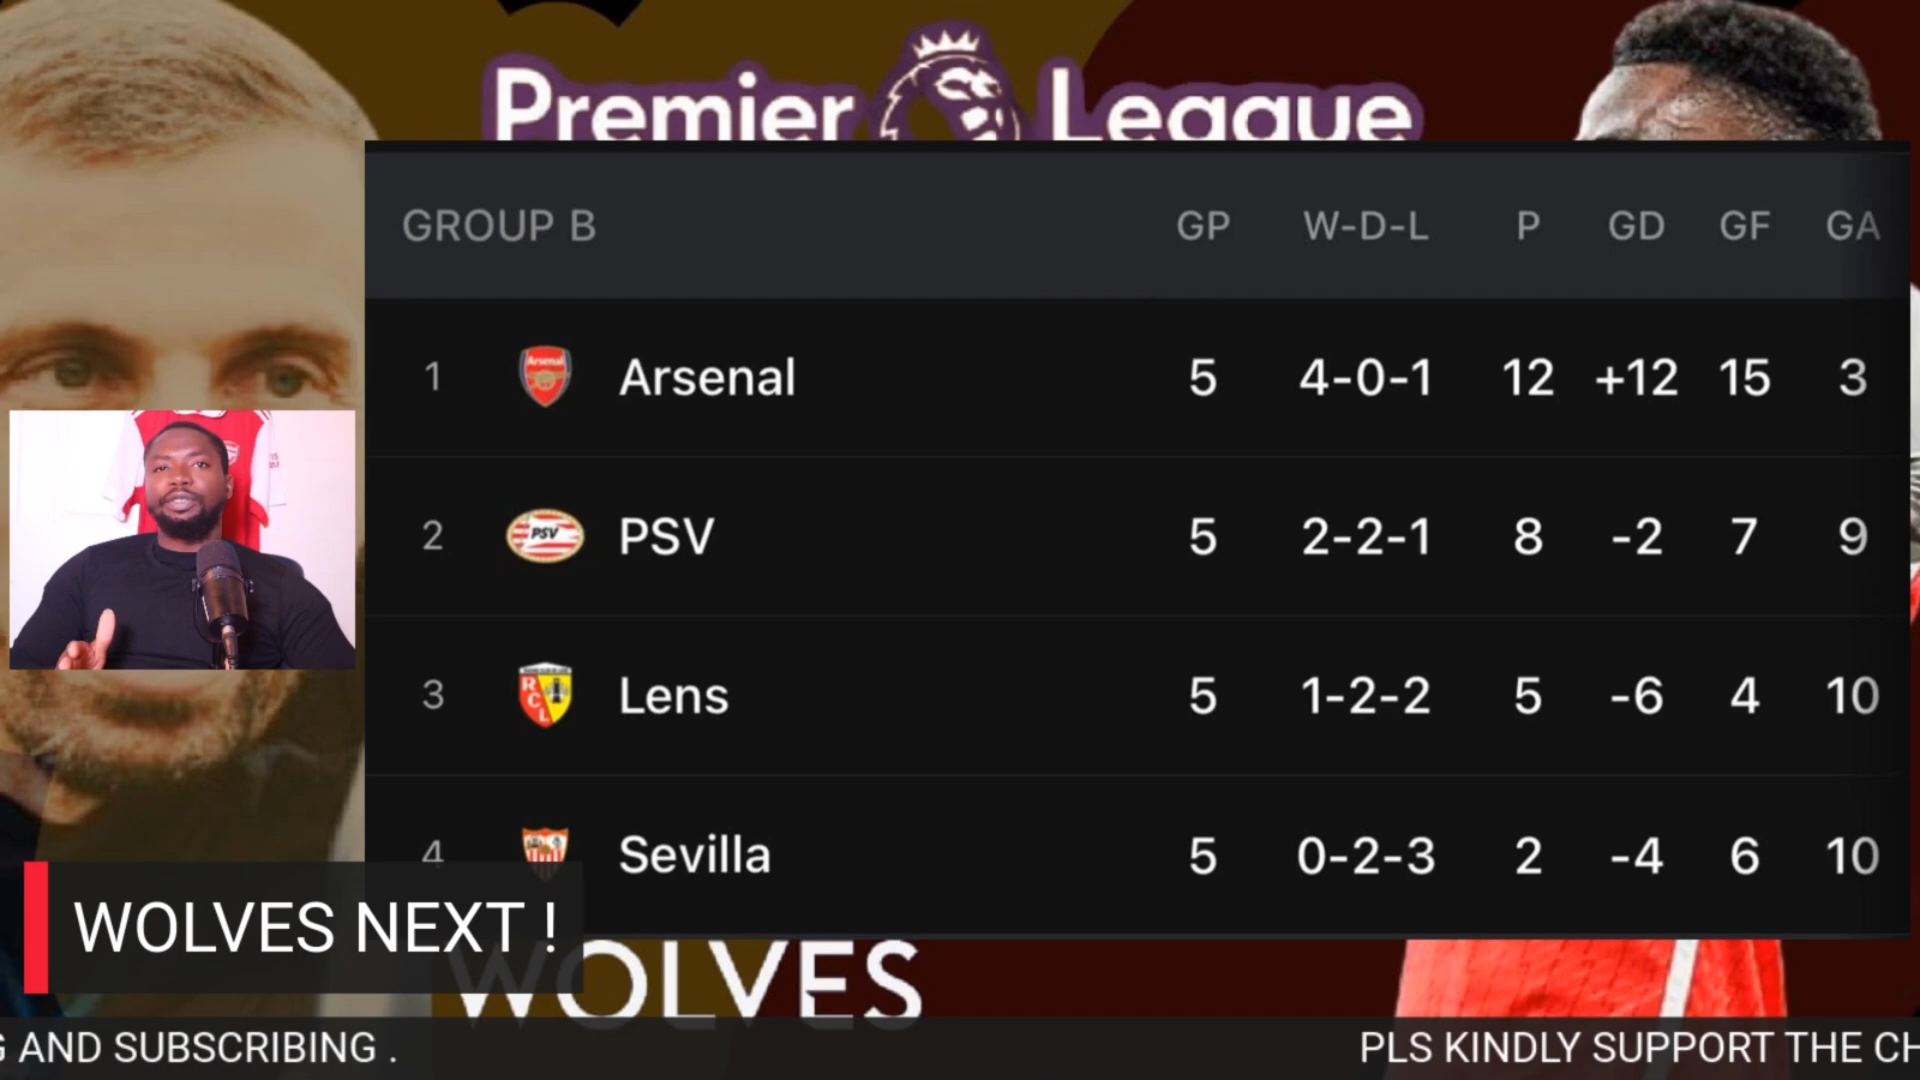 Premier League
GROUP B GP W-D-L P GD GF GA
1 Arsenal Arsenal 5 4-0-1 12 +12 15 3
2 PSV PSV 5 2-2-1 8 -2 7 9
3 RCL Lens 5 1-2-2 5 -6 4 10
4 Sevilla 5 0-2-3 2 -4 6 10
WOLVES NEXT !
WOLVES
G AND SUBSCRIBING . PLS KINDLY SUPPORT THE CH